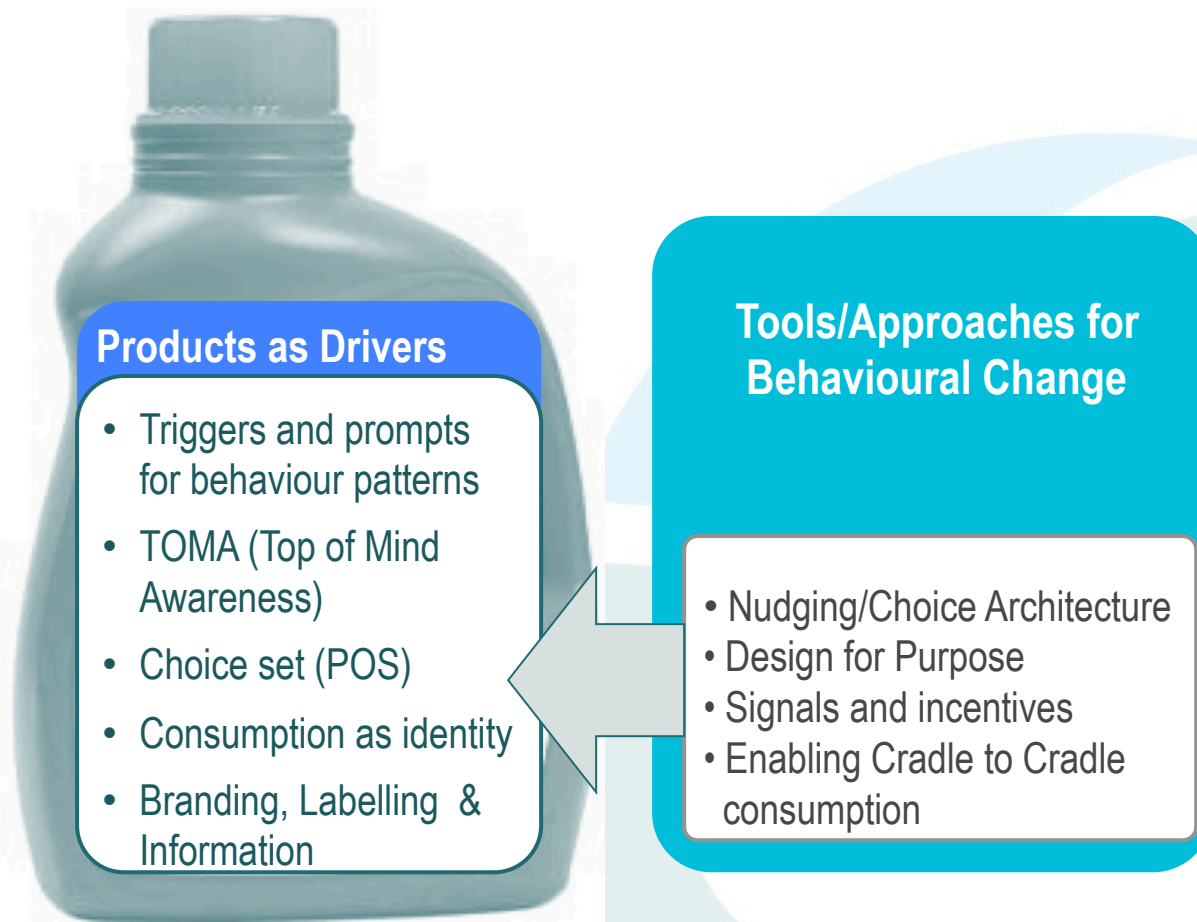 Products as Drivers
• Triggers and prompts
for behaviour patterns
• TOMA (Top of Mind
Awareness)
• Choice set (POS)
• Consumption as identity
• Branding, Labelling &
Information
Tools/Approaches for
Behavioural Change
• Nudging/Choice Architecture
• Design for Purpose
• Signals and incentives
• Enabling Cradle to Cradle
consumption